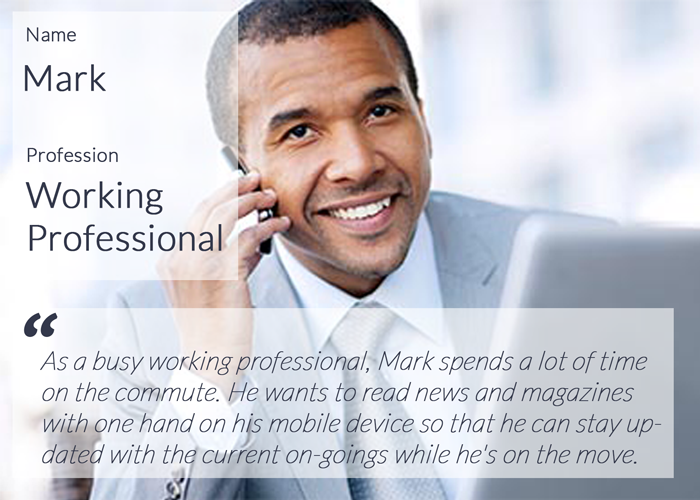 Name
Mark
Profession
Working
Professional
“
As a busy working professional, Mark spends a lot of time
on the commute. He wants to read news and magazines
with one hand on his mobile device so that he can stay up-
dated with the current on-goings while he's on the move.